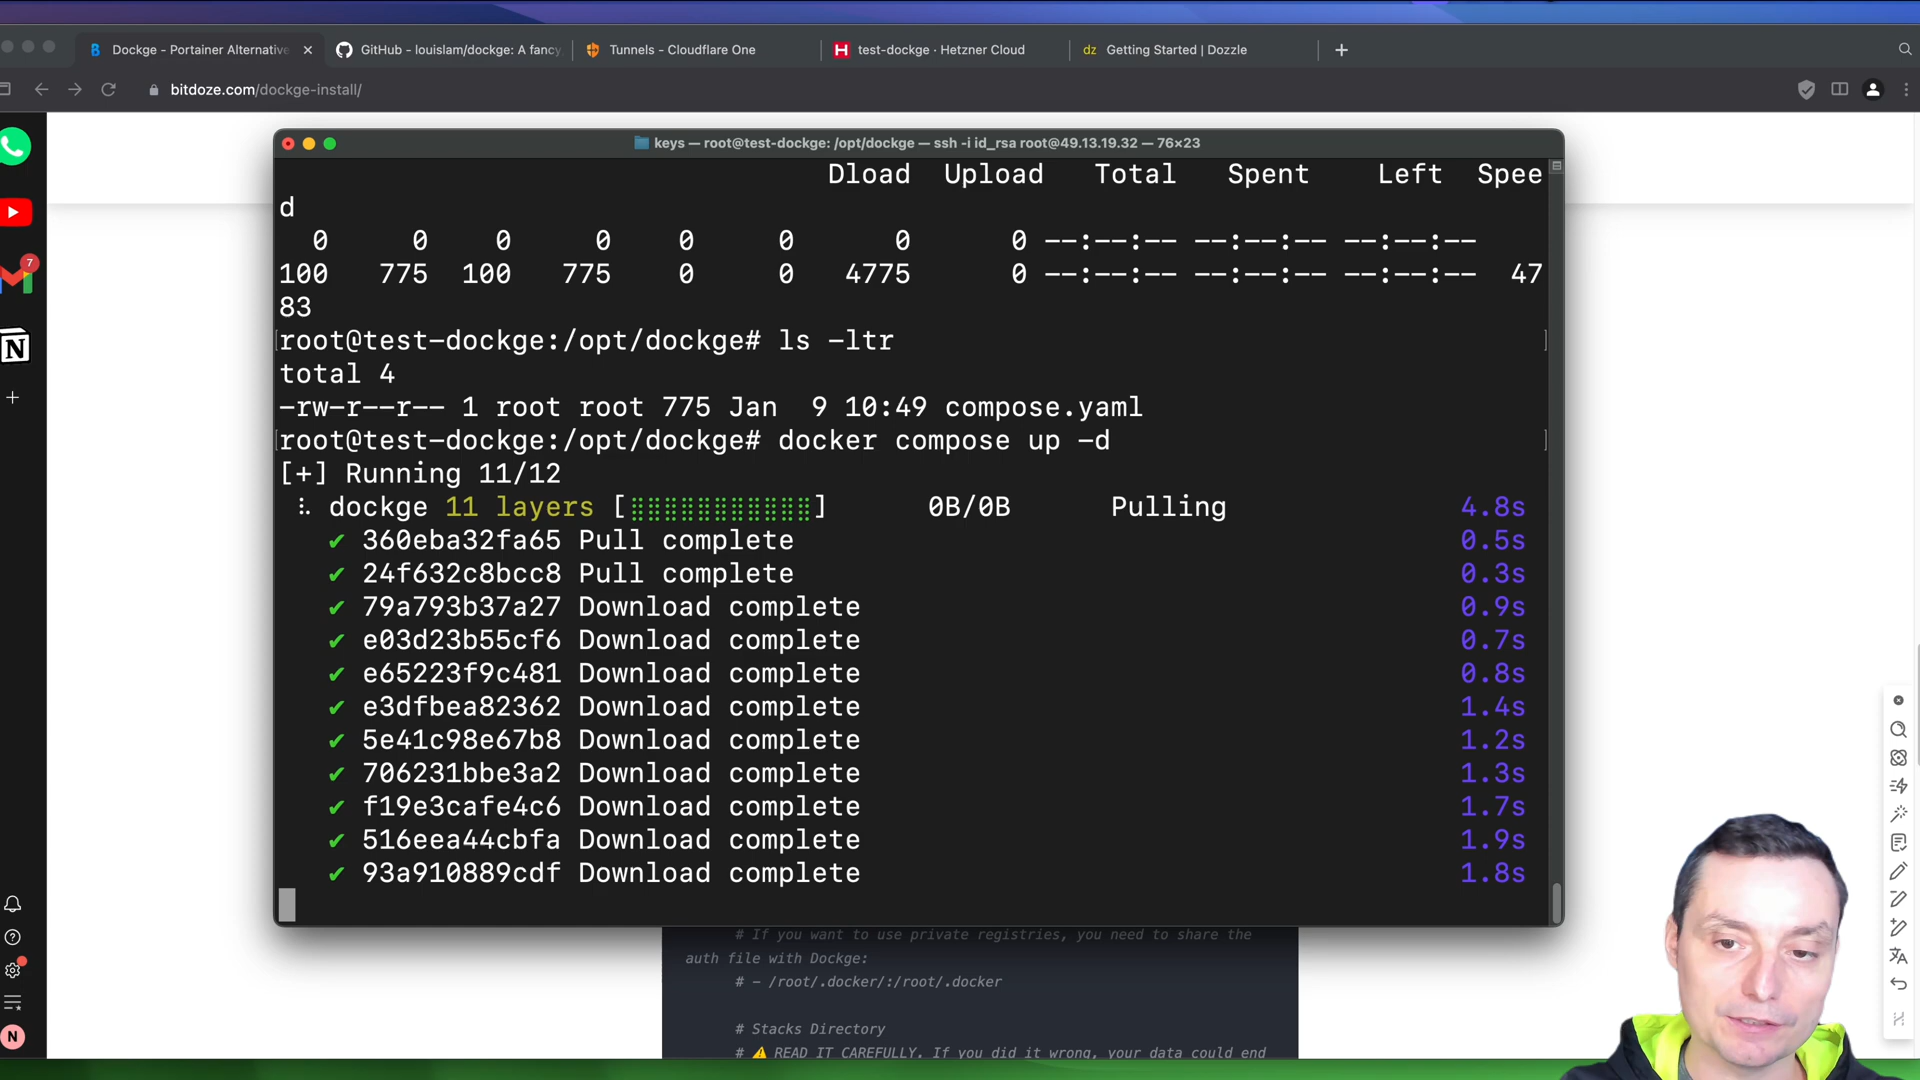 Dockge - Portainer Alternative
GitHub - louislam/dockge: A fancy,
Tunnels - Cloudflare One
test-dockge · Hetzner Cloud
dz Getting Started | Dozzle
bitdoze.com/dockge-install/
keys — root@test-dockge: /opt/dockge — ssh -i id_rsa root@49.13.19.32 — 76×23
Dload Upload Total Spent Left Spee
d
0 0 0 0 0 0 0 0 --:--:-- --:--:-- --:--:--
100 775 100 775 0 0 4775 0 --:--:-- --:--:-- --:--:-- 47
83
root@test-dockge:/opt/dockge# ls -ltr
total 4
-rw-r--r-- 1 root root 775 Jan 9 10:49 compose.yaml
root@test-dockge:/opt/dockge# docker compose up -d
[+] Running 11/12
dockge 11 layers [⣿⣿⣿⣿⣿⣿⣿⣿⣿⣿⣿] 0B/0B Pulling 4.8s
✔ 360eba32fa65 Pull complete 0.5s
✔ 24f632c8bcc8 Pull complete 0.3s
✔ 79a793b37a27 Download complete 0.9s
✔ e03d23b55cf6 Download complete 0.7s
✔ e65223f9c481 Download complete 0.8s
✔ e3dfbea82362 Download complete 1.4s
✔ 5e41c98e67b8 Download complete 1.2s
✔ 706231bbe3a2 Download complete 1.3s
✔ f19e3cafe4c6 Download complete 1.7s
✔ 516eea44cbfa Download complete 1.9s
✔ 93a910889cdf Download complete 1.8s
# If you want to use private registries, you need to share the
auth file with Dockge:
# - /root/.docker/:/root/.docker
# Stacks Directory
# ⚠️ READ IT CAREFULLY. If you did it wrong, your data could end
7
N
N